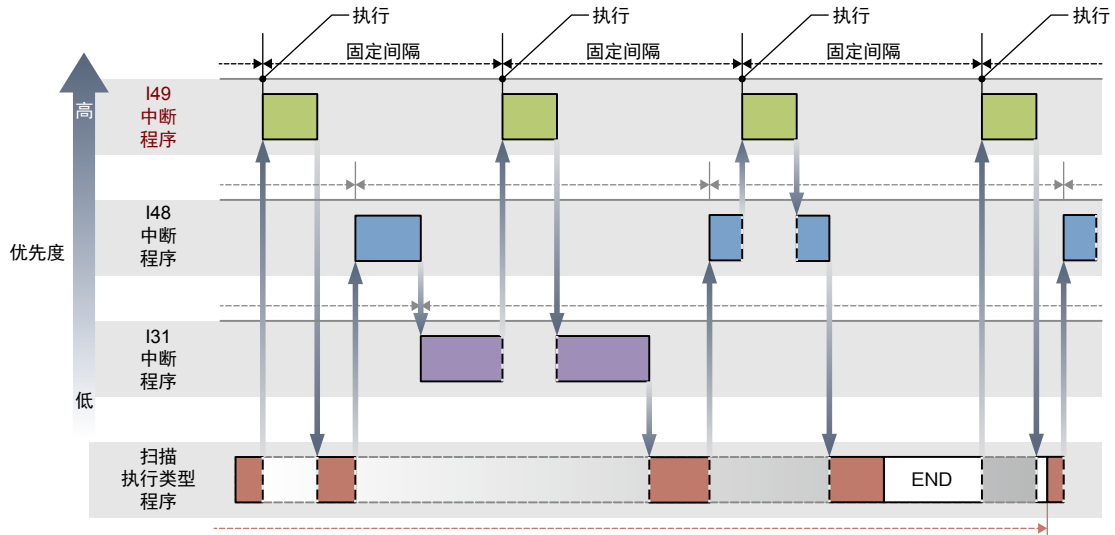 执行
执行
执行
执行
固定间隔
固定间隔
固定间隔
高
I49
中断
程序
I48
中断
程序
优先度
I31
中断
程序
低
扫描
执行类型
程序
END